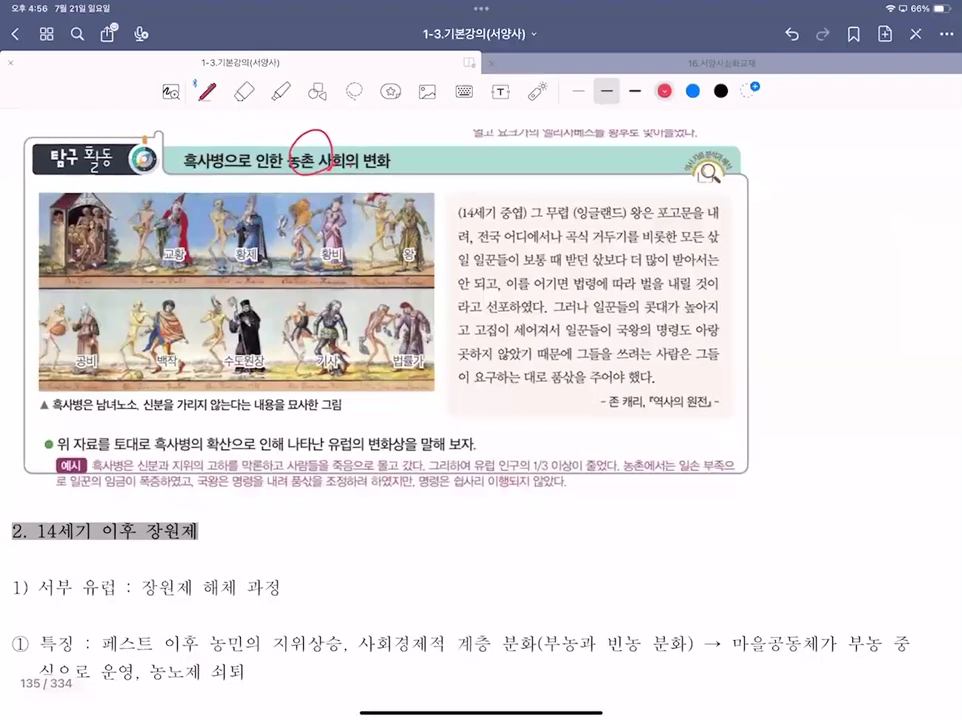 오후 4:56 7월 21일 일요일
66%
1-3.기본강의(서양사)
1-3.기본강의(서양사)
16.서양사심화교재
탐구 활동
흑사병으로 인한 농촌 사회의 변화
교황 황제 황비 왕
공비 백작 수도원장 기사 법률가
▲ 흑사병은 남녀노소, 신분을 가리지 않는다는 내용을 묘사한 그림
(14세기 중엽) 그 무렵 (잉글랜드) 왕은 포고문을 내
려, 전국 어디에서나 곡식 거두기를 비롯한 모든 삯
일 일꾼들이 보통 때 받던 삯보다 더 많이 받아서는
안 되고, 이를 어기면 법령에 따라 벌을 내릴 것이
라고 선포하였다. 그러나 일꾼들의 콧대가 높아지
고 고집이 세어져서 일꾼들이 국왕의 명령도 아랑
곳하지 않았기 때문에 그들을 쓰려는 사람은 그들
이 요구하는 대로 품삯을 주어야 했다.
- 존 캐리, 『역사의 원전』 -
● 위 자료를 토대로 흑사병의 확산으로 인해 나타난 유럽의 변화상을 말해 보자.
예시 흑사병은 신분과 지위의 고하를 막론하고 사람들을 죽음으로 몰고 갔다. 그리하여 유럽 인구의 1/3 이상이 줄었다. 농촌에서는 일손 부족으
로 일꾼의 임금이 폭증하였고, 국왕은 명령을 내려 품삯을 조정하려 하였지만, 명령은 쉽사리 이행되지 않았다.
2. 14세기 이후 장원제
1) 서부 유럽 : 장원제 해체 과정
① 특징 : 페스트 이후 농민의 지위상승, 사회경제적 계층 분화(부농과 빈농 분화) → 마을공동체가 부농 중
심으로 운영, 농노제 쇠퇴
135 / 334